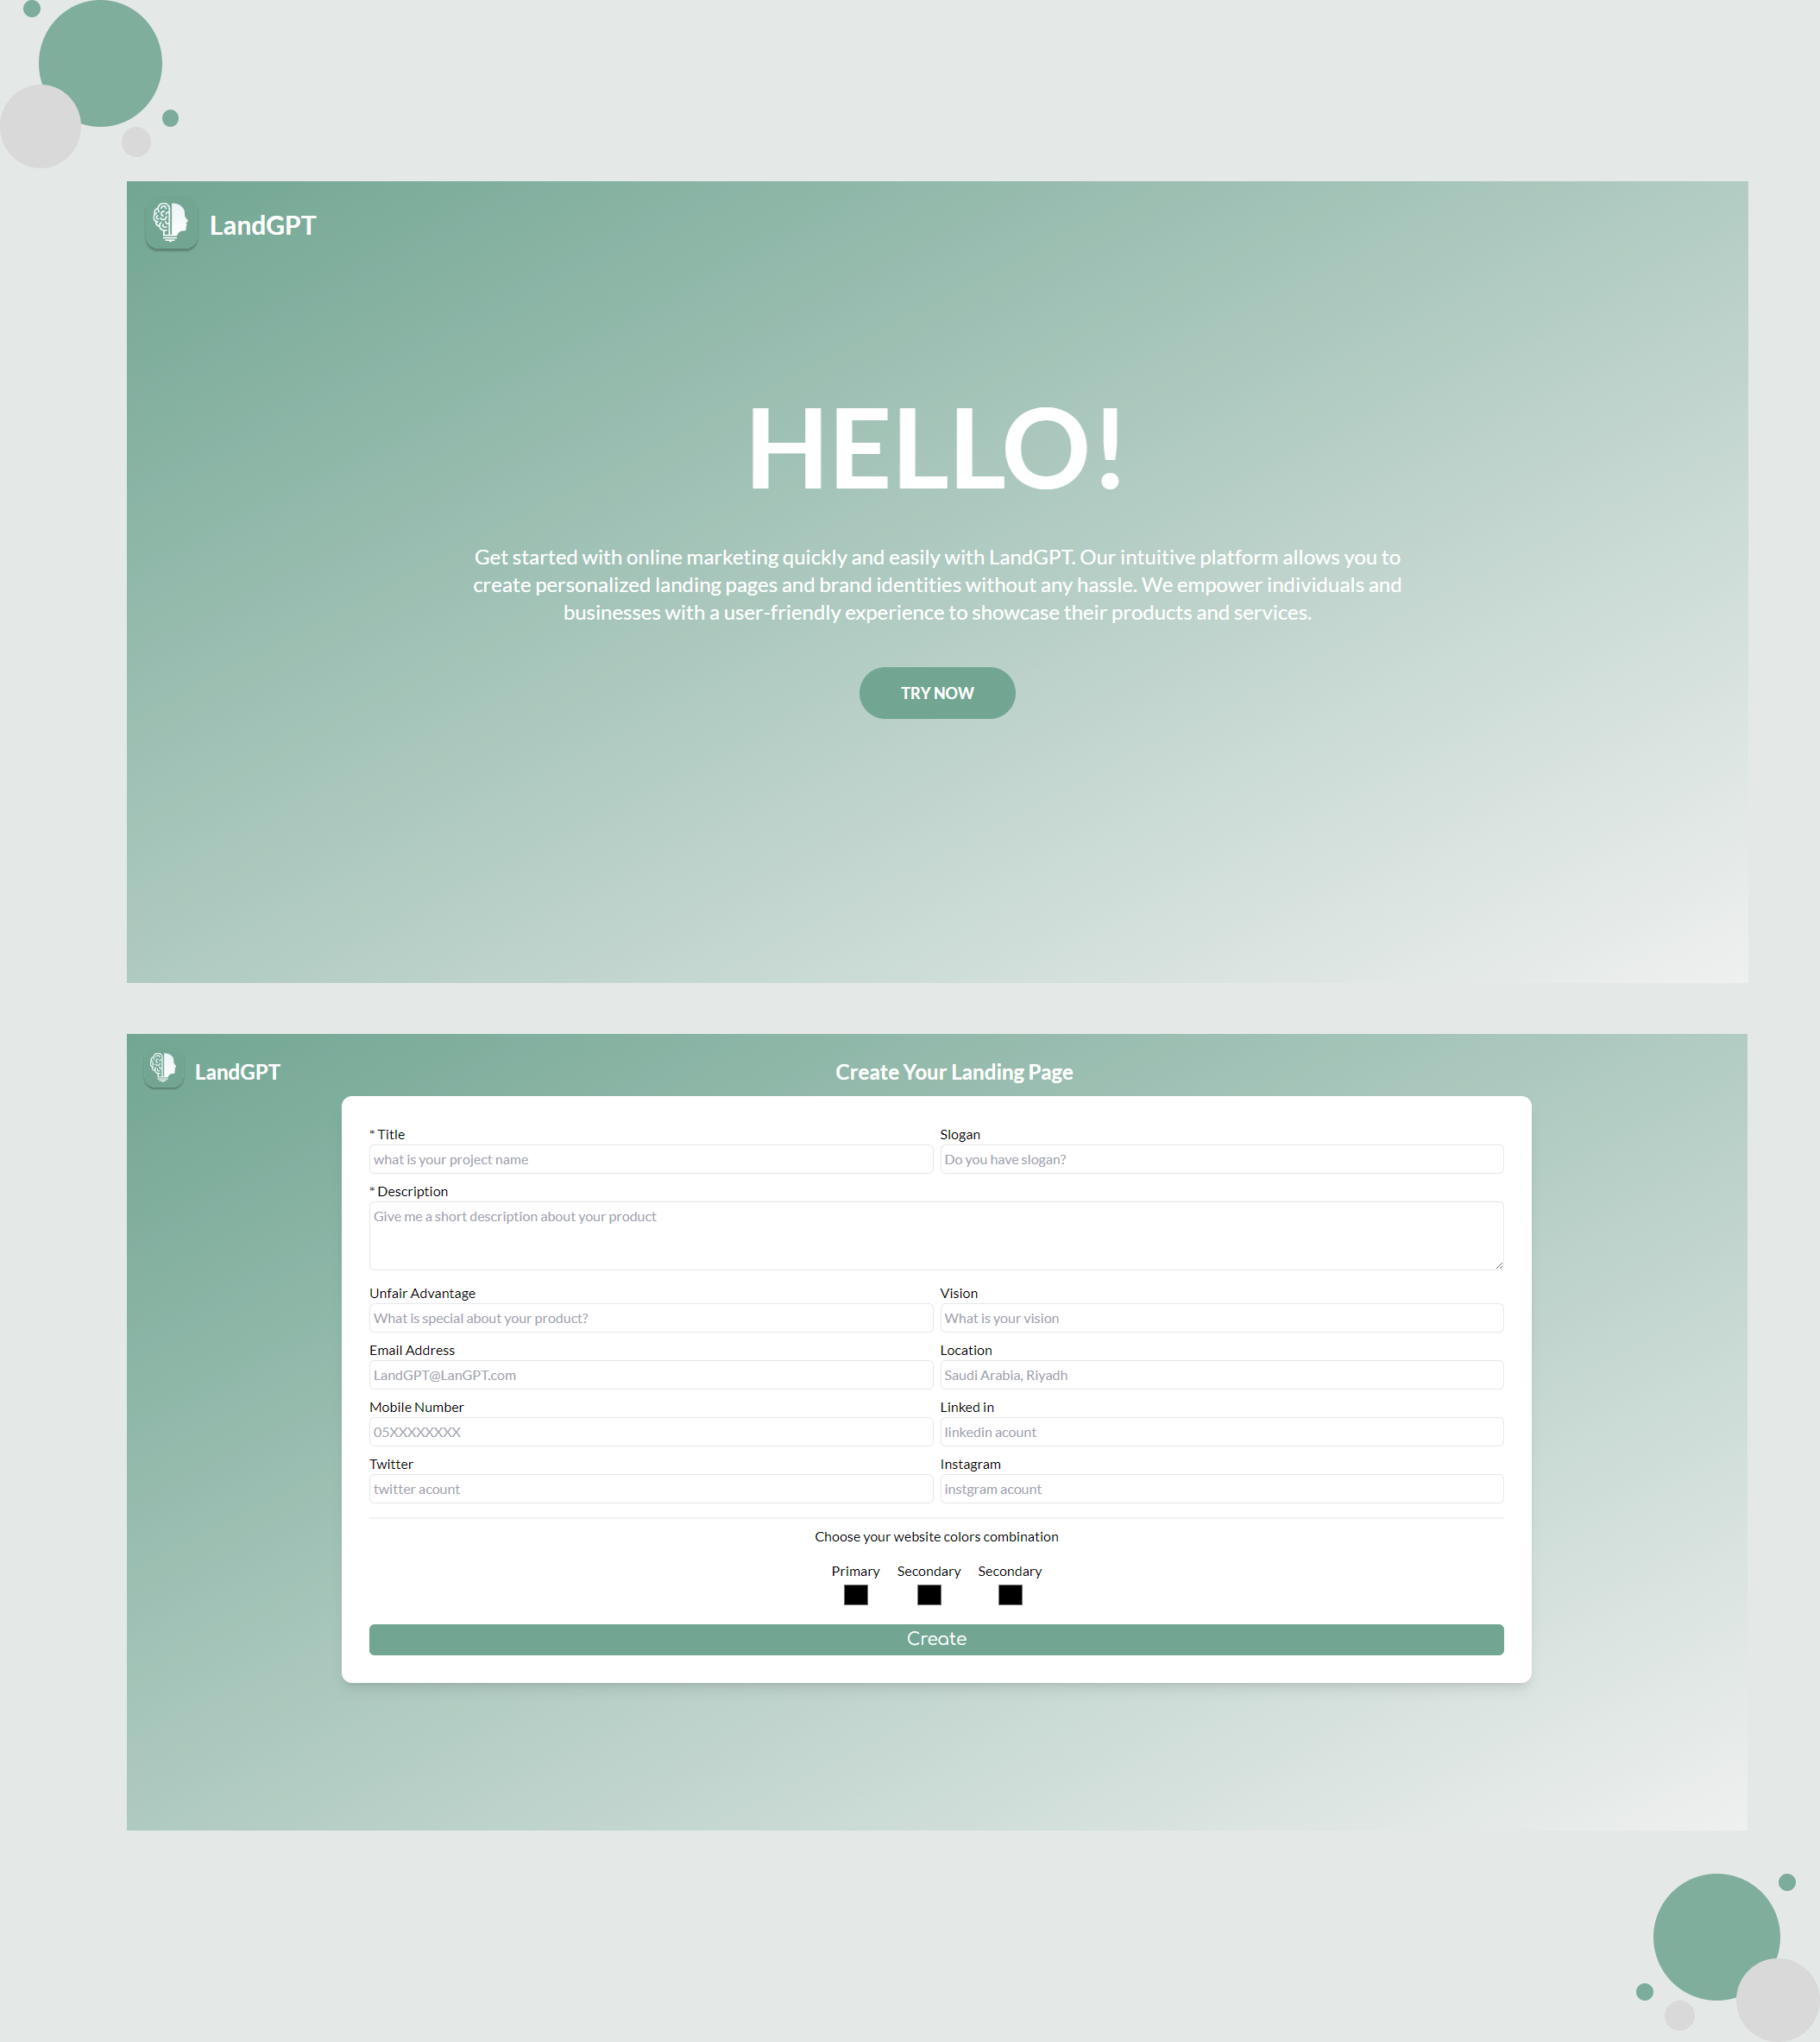 LandGPT
HELLO!
Get started with online marketing quickly and easily with LandGPT. Our intuitive platform allows you to
create personalized landing pages and brand identities without any hassle. We empower individuals and
businesses with a user-friendly experience to showcase their products and services.
TRY NOW
LandGPT
Create Your Landing Page
* Title
Slogan
what is your project name
Do you have slogan?
* Description
Give me a short description about your product
Unfair Advantage
Vision
What is special about your product?
What is your vision
Email Address
Location
LandGPT@LanGPT.com
Saudi Arabia, Riyadh
Mobile Number
Linked in
05XXXXXXXX
linkedin acount
Twitter
Instagram
twitter acount
instgram acount
Choose your website colors combination
Primary Secondary Secondary
Create